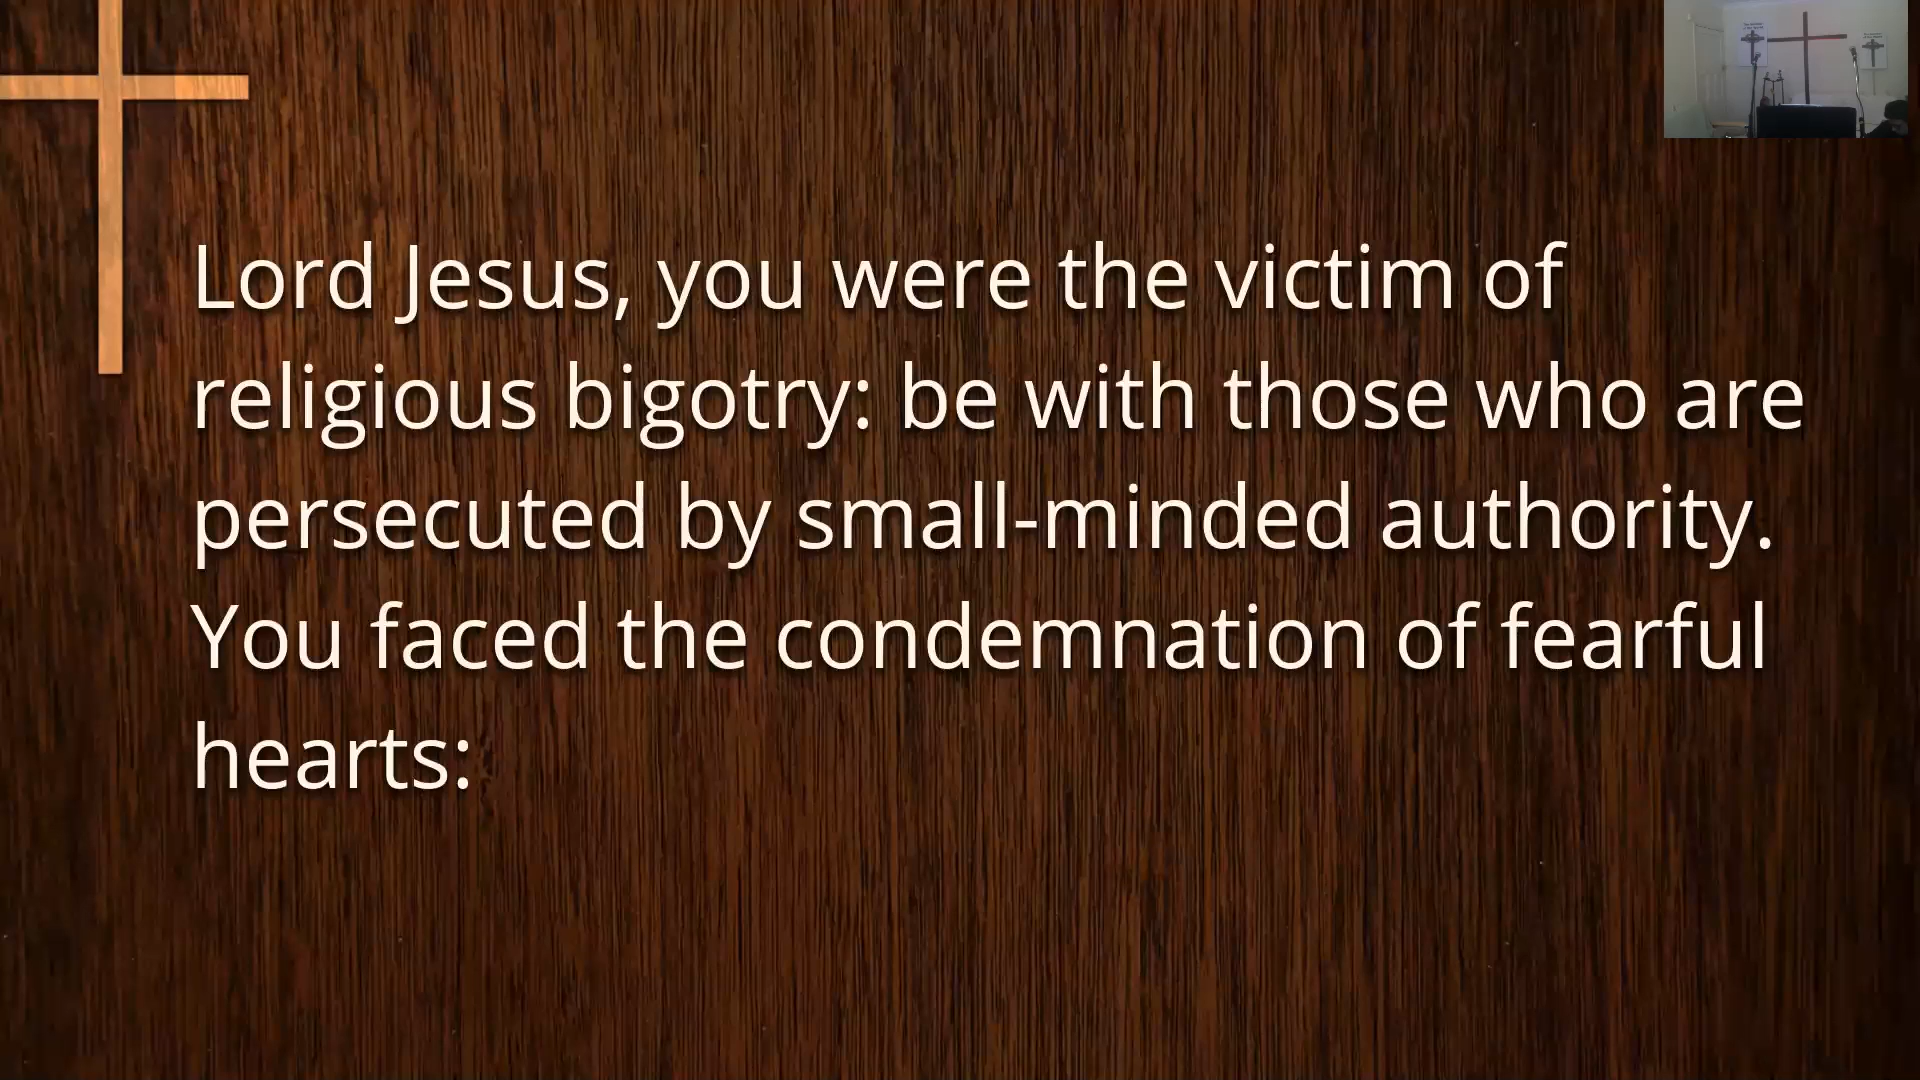 Lord Jesus, you were the victim of
religious bigotry: be with those who are
persecuted by small-minded authority.
You faced the condemnation of fearful
hearts: